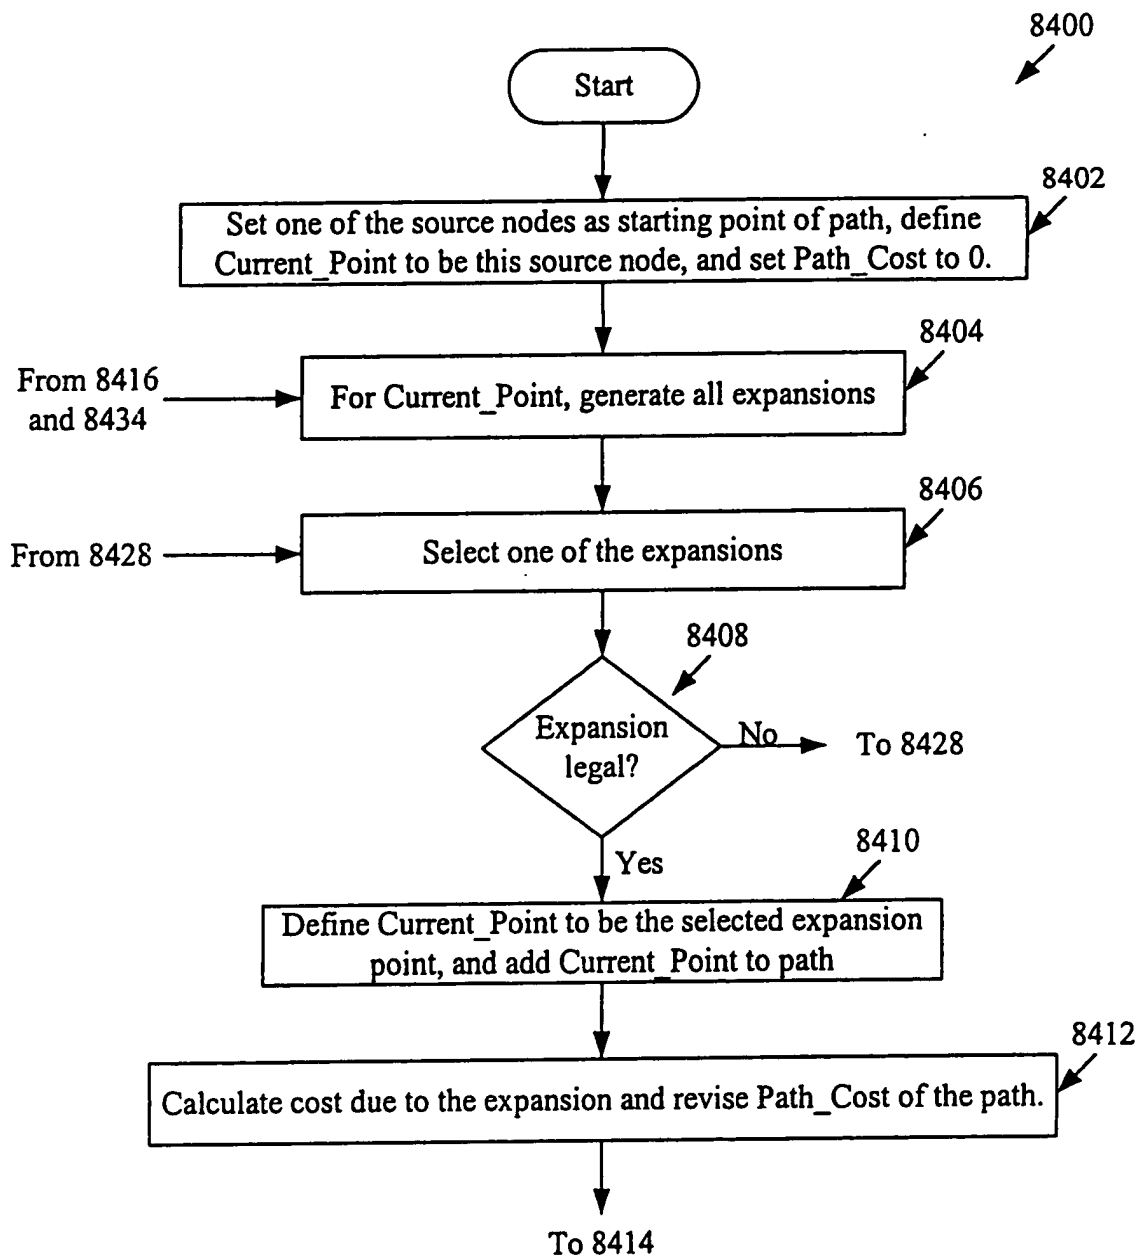 8400
Start
8402
Set one of the source nodes as starting point of path, define
Current_Point to be this source node, and set Path_Cost to 0.
8404
From 8416
and 8434
For Current_Point, generate all expansions
8406
From 8428
Select one of the expansions
8408
Expansion
legal?
No
To 8428
Yes
8410
Define Current_Point to be the selected expansion
point, and add Current_Point to path
8412
Calculate cost due to the expansion and revise Path_Cost of the path.
To 8414